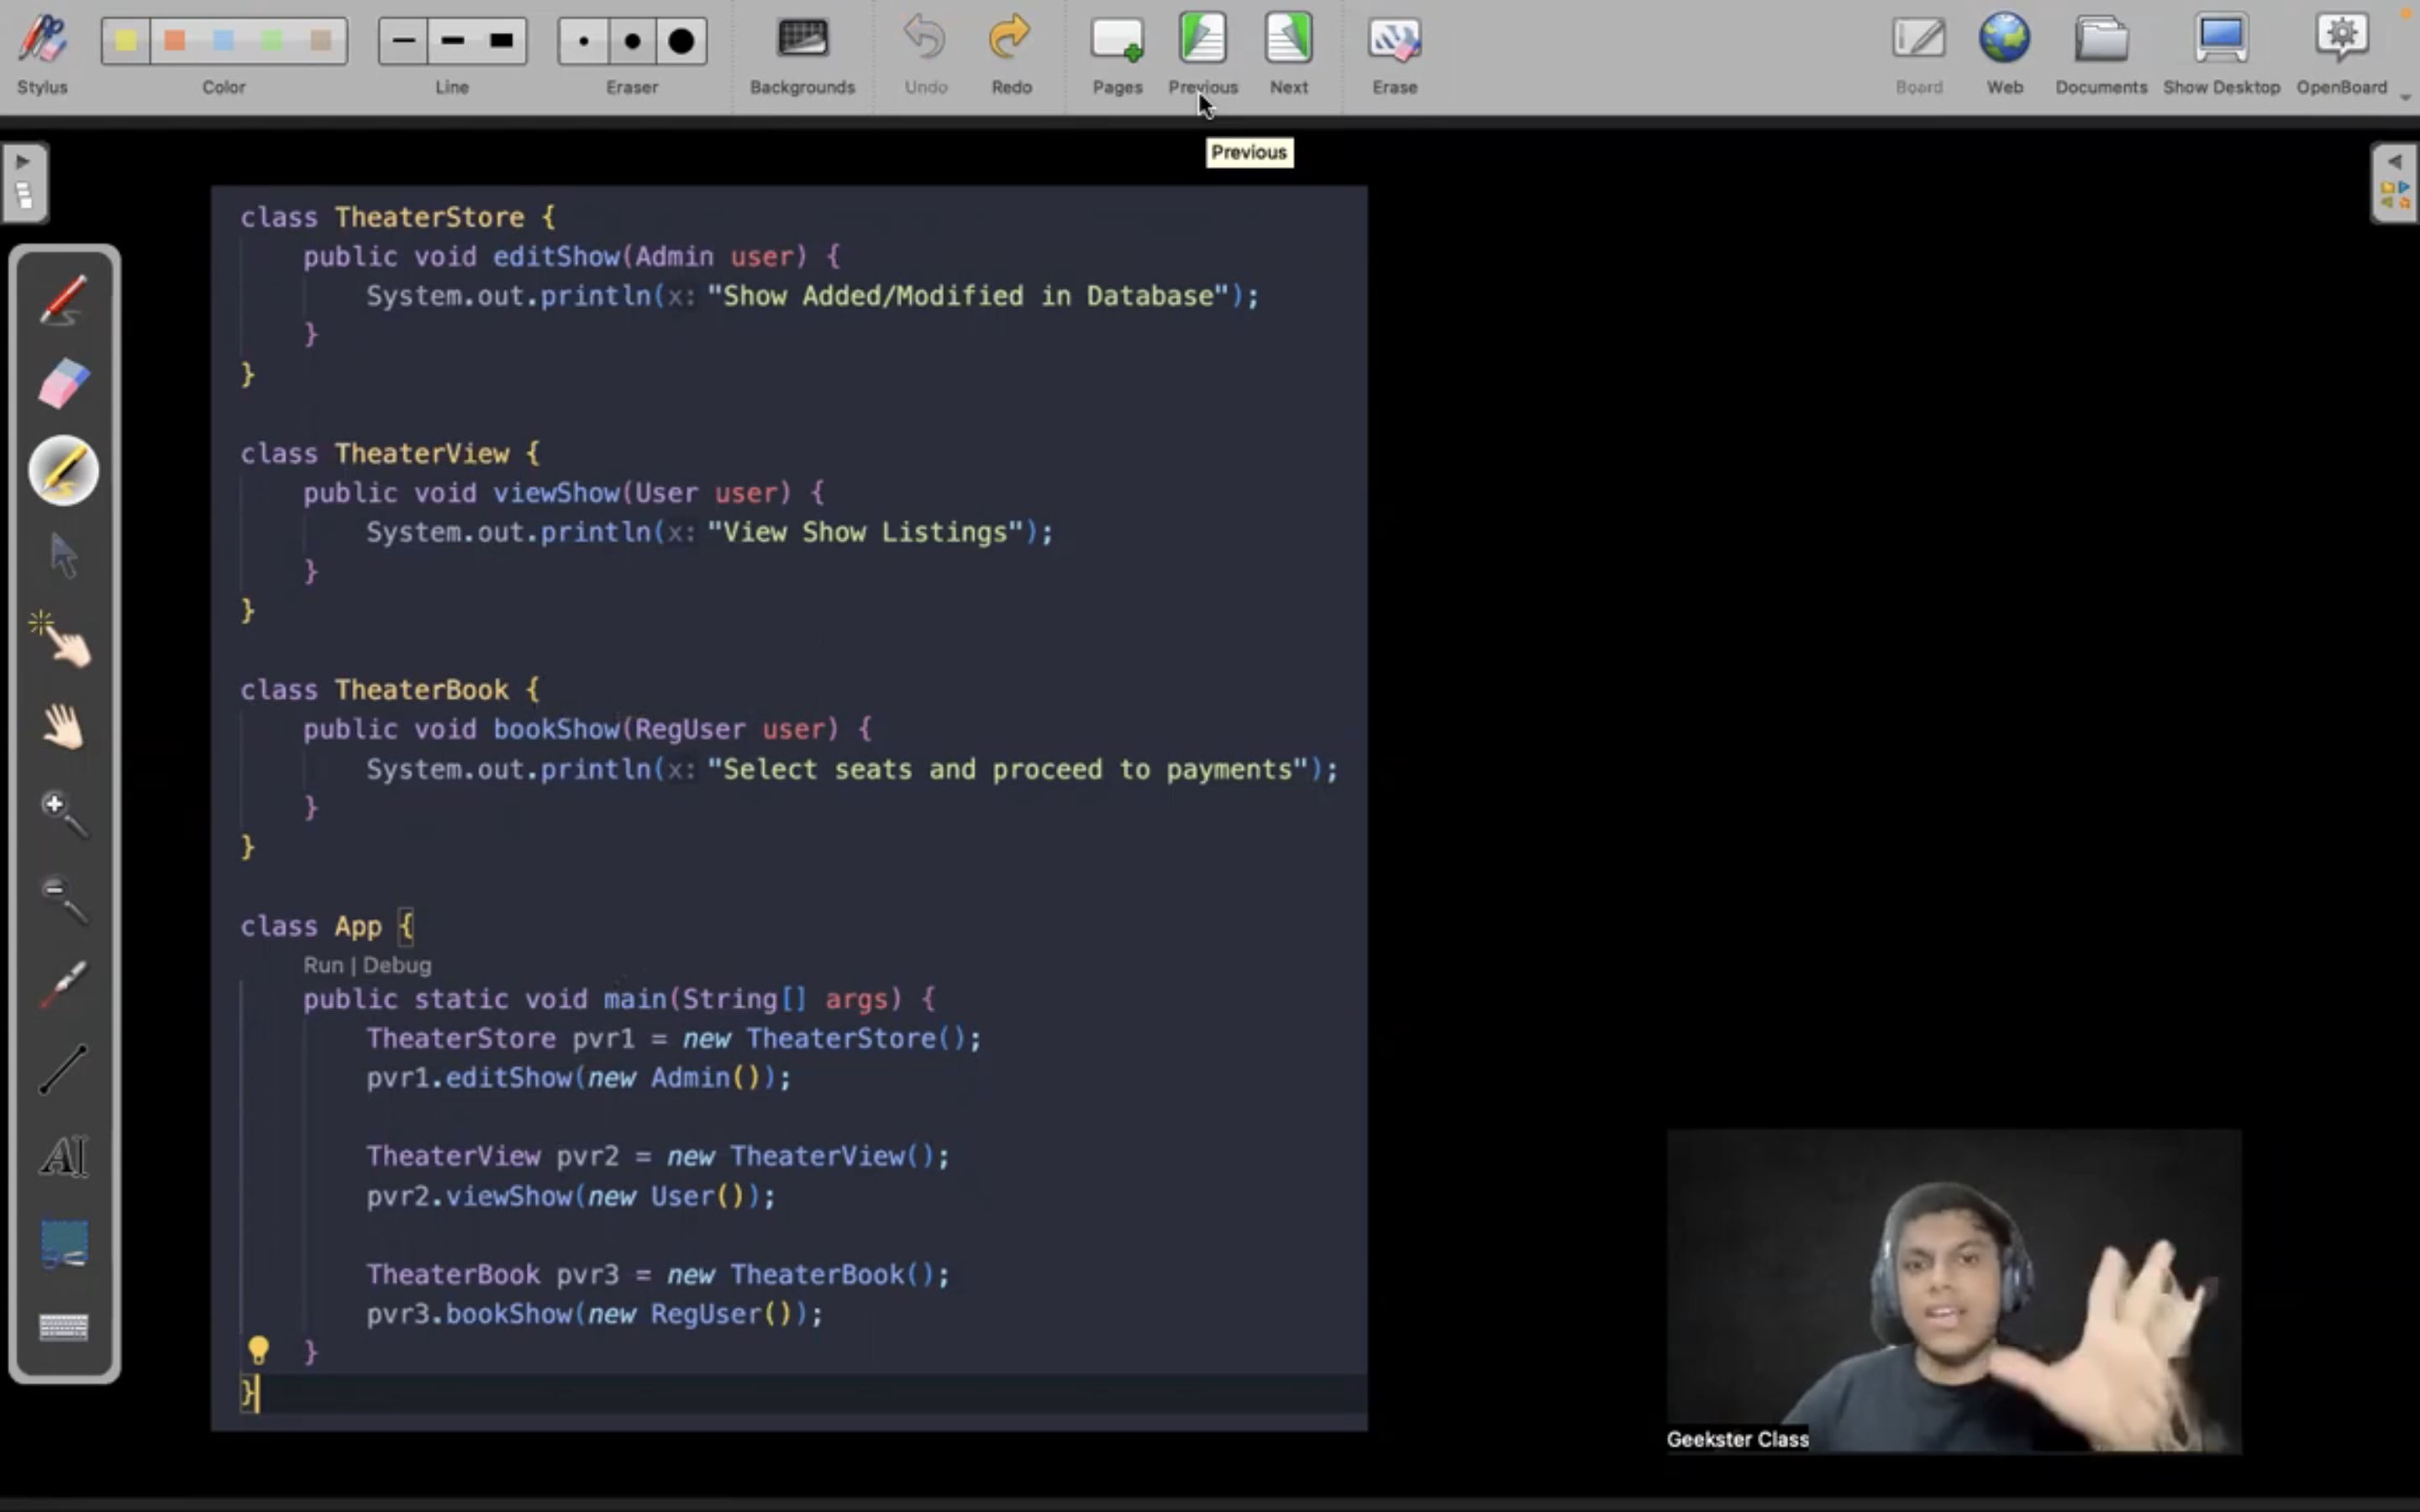 Stylus
Color
Line
Eraser
Backgrounds
Undo
Redo
Pages
Previous
Next
Erase
Board
Web
Documents
Show Desktop
OpenBoard
Previous
class TheaterStore {
    public void editShow(Admin user) {
        System.out.println(x: "Show Added/Modified in Database");
    }
}
class TheaterView {
    public void viewShow(User user) {
        System.out.println(x: "View Show Listings");
    }
}
class TheaterBook {
    public void bookShow(RegUser user) {
        System.out.println(x: "Select seats and proceed to payments");
    }
}
class App {
    Run | Debug
    public static void main(String[] args) {
        TheaterStore pvr1 = new TheaterStore();
        pvr1.editShow(new Admin());
        TheaterView pvr2 = new TheaterView();
        pvr2.viewShow(new User());
        TheaterBook pvr3 = new TheaterBook();
        pvr3.bookShow(new RegUser());
    }
}
AI
Geekster Class